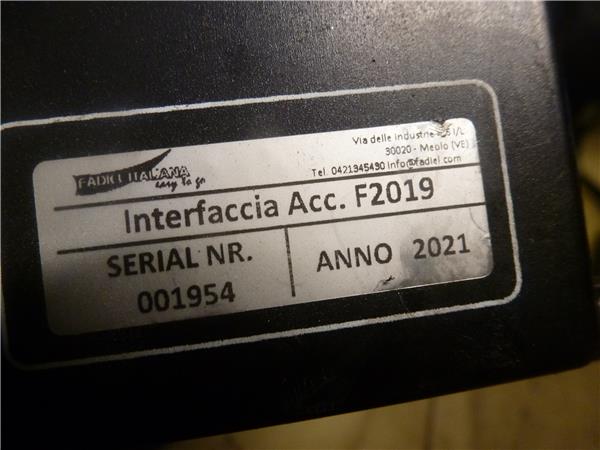 FADIEL ITALIANA
easy to go
Via delle Industrie I/L
30020 - Meolo (VE)
Tel. 0421345490 info@fadiel.com
Interfaccia Acc. F2019
SERIAL NR.
001954
ANNO 2021